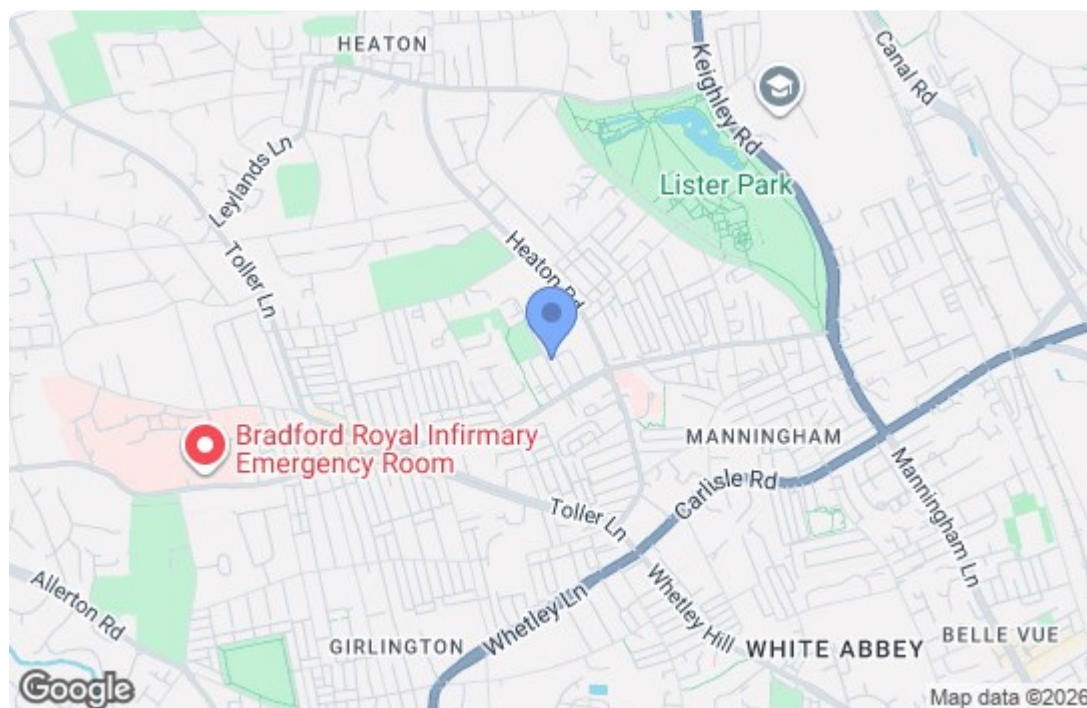 HEATON
Keighley Rd
Canal Rd
Leylands Ln
Lister Park
Toller Ln
Heaton Rd
Bradford Royal Infirmary
Emergency Room
MANNINGHAM
Carlisle Rd
Manningham Ln
Toller Ln
Allerton Rd
Whetley Ln
Whetley Hill
GIRLINGTON
WHITE ABBEY
BELLE VUE
Google
Map data ©2026